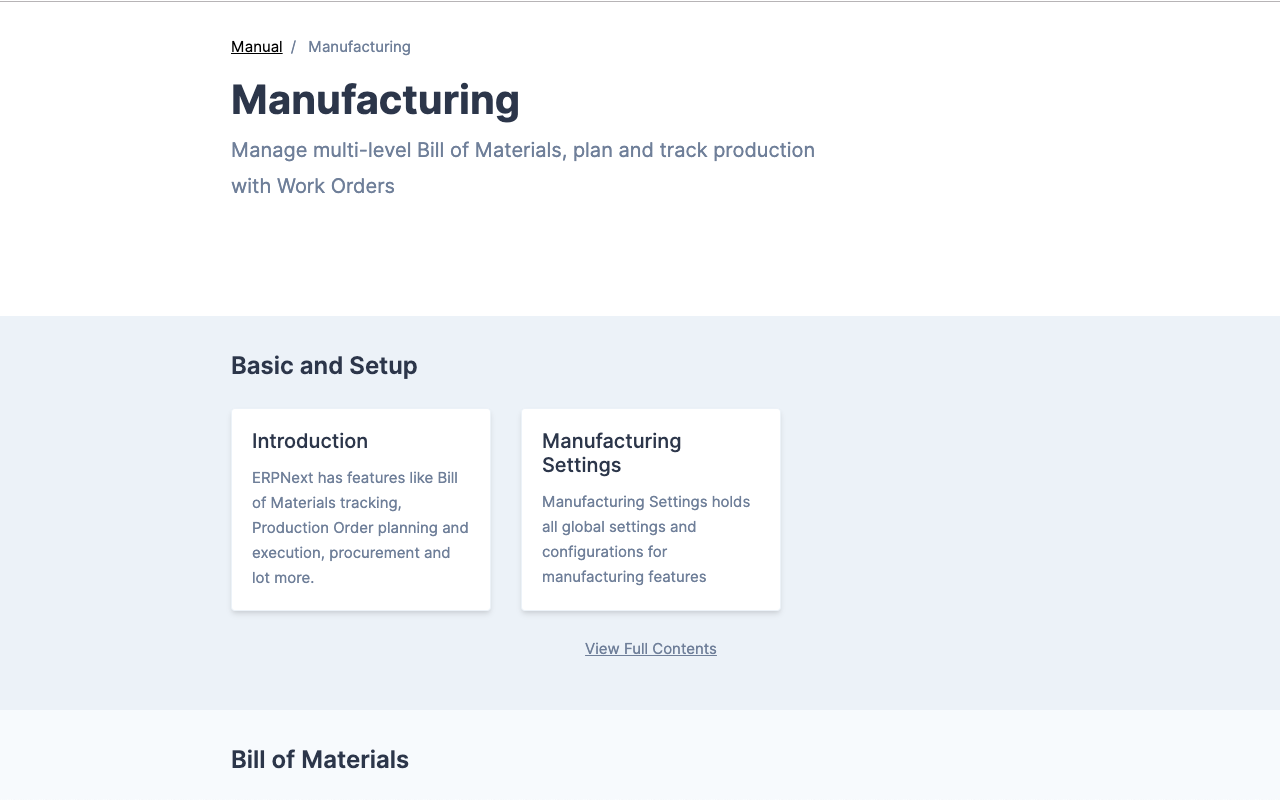 Manual / Manufacturing
Manufacturing
Manage multi-level Bill of Materials, plan and track production
with Work Orders
Basic and Setup
Introduction
ERPNext has features like Bill
of Materials tracking,
Production Order planning and
execution, procurement and
lot more.
Manufacturing
Settings
Manufacturing Settings holds
all global settings and
configurations for
manufacturing features
View Full Contents
Bill of Materials